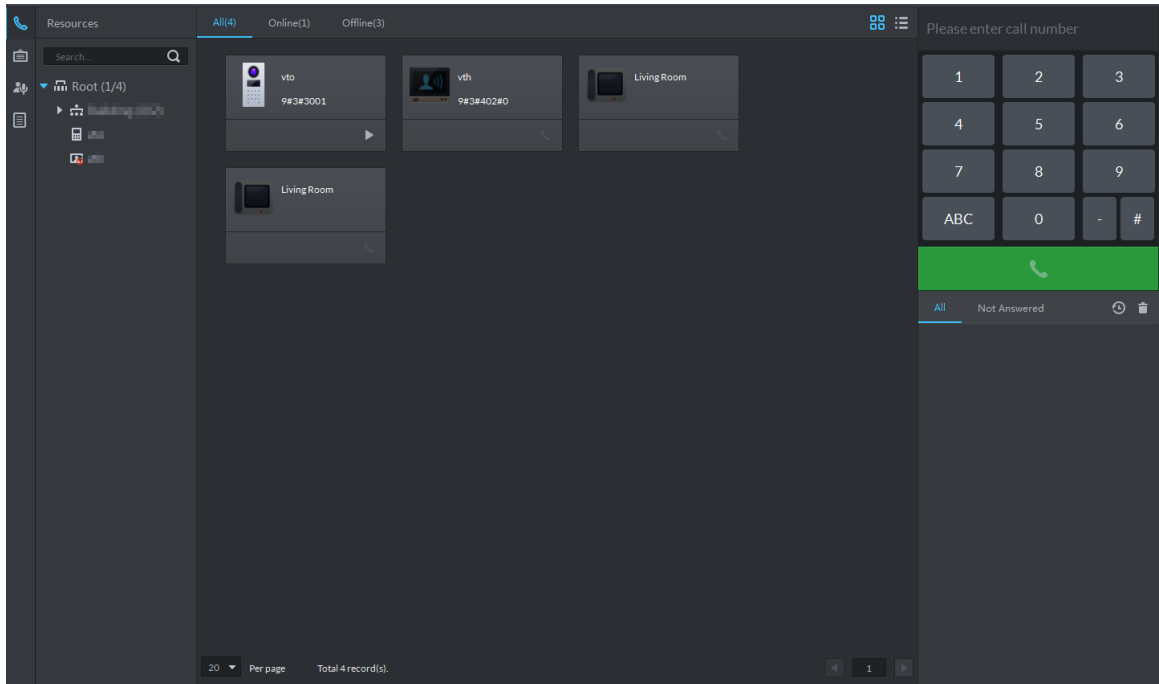 Resources
Search...
Root (1/4)
All(4) Online(1) Offline(3)
vto
9#3#3001
vth
9#3#402#0
Living Room
Living Room
20 Per page Total 4 record(s). 1
Please enter call number
1 2 3
4 5 6
7 8 9
ABC 0 - #
All Not Answered